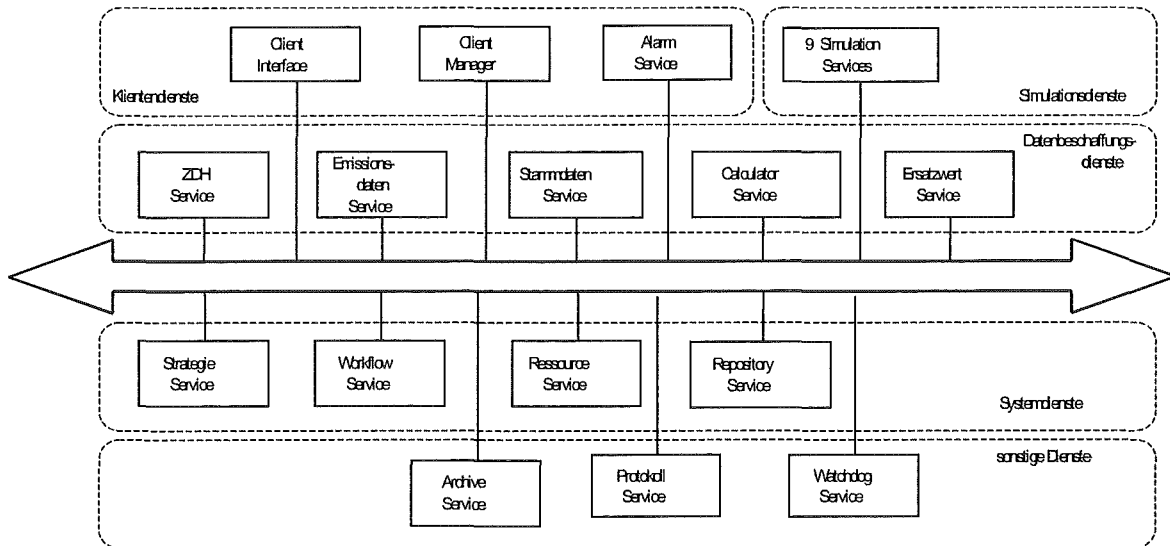 Client
Interface
Client
Manager
Alarm
Service
9 Simulation
Services
Klientendienste
Simulationsdienste
Datenbeschaffungs-
dienste
ZDH
Service
Emissions-
daten
Service
Stammdaten
Service
Calculator
Service
Ersatzwert
Service
Strategie
Service
Workflow
Service
Ressource
Service
Repository
Service
Systemdienste
sonstige Dienste
Archive
Service
Protokoll
Service
Watchdog
Service